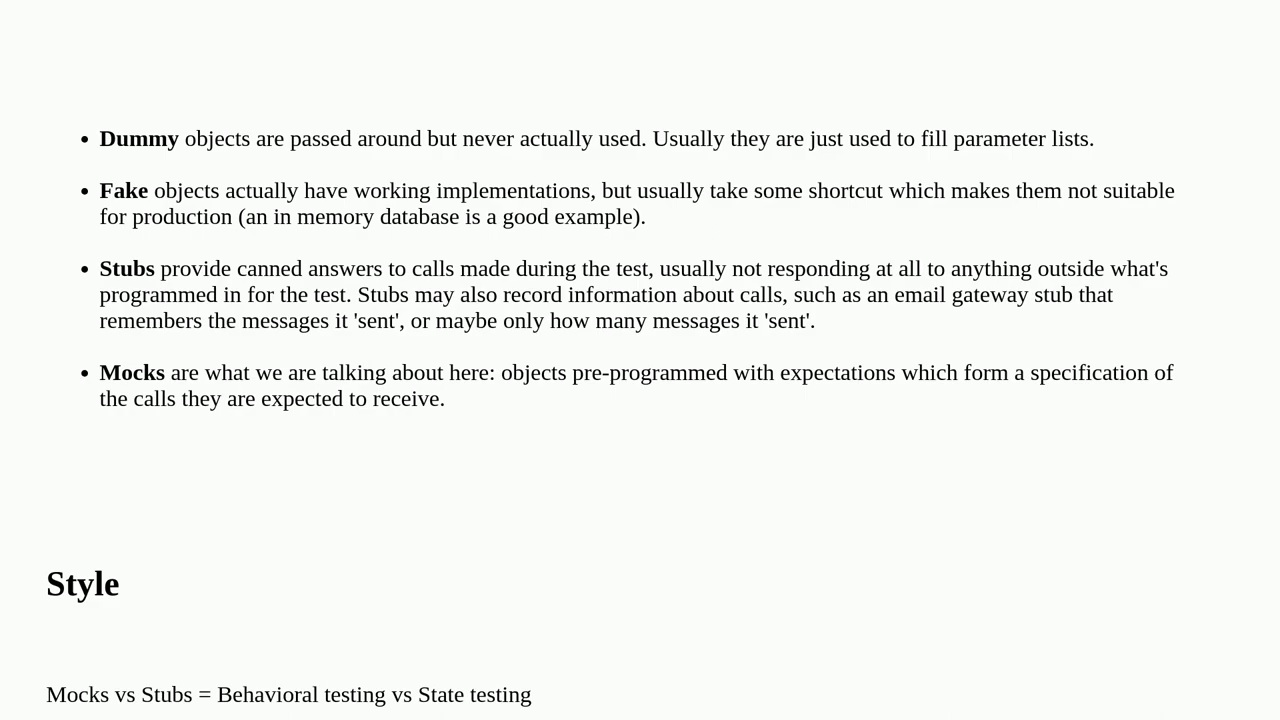 • Dummy objects are passed around but never actually used. Usually they are just used to fill parameter lists.
• Fake objects actually have working implementations, but usually take some shortcut which makes them not suitable
for production (an in memory database is a good example).
• Stubs provide canned answers to calls made during the test, usually not responding at all to anything outside what's
programmed in for the test. Stubs may also record information about calls, such as an email gateway stub that
remembers the messages it 'sent', or maybe only how many messages it 'sent'.
• Mocks are what we are talking about here: objects pre-programmed with expectations which form a specification of
the calls they are expected to receive.
Style
Mocks vs Stubs = Behavioral testing vs State testing